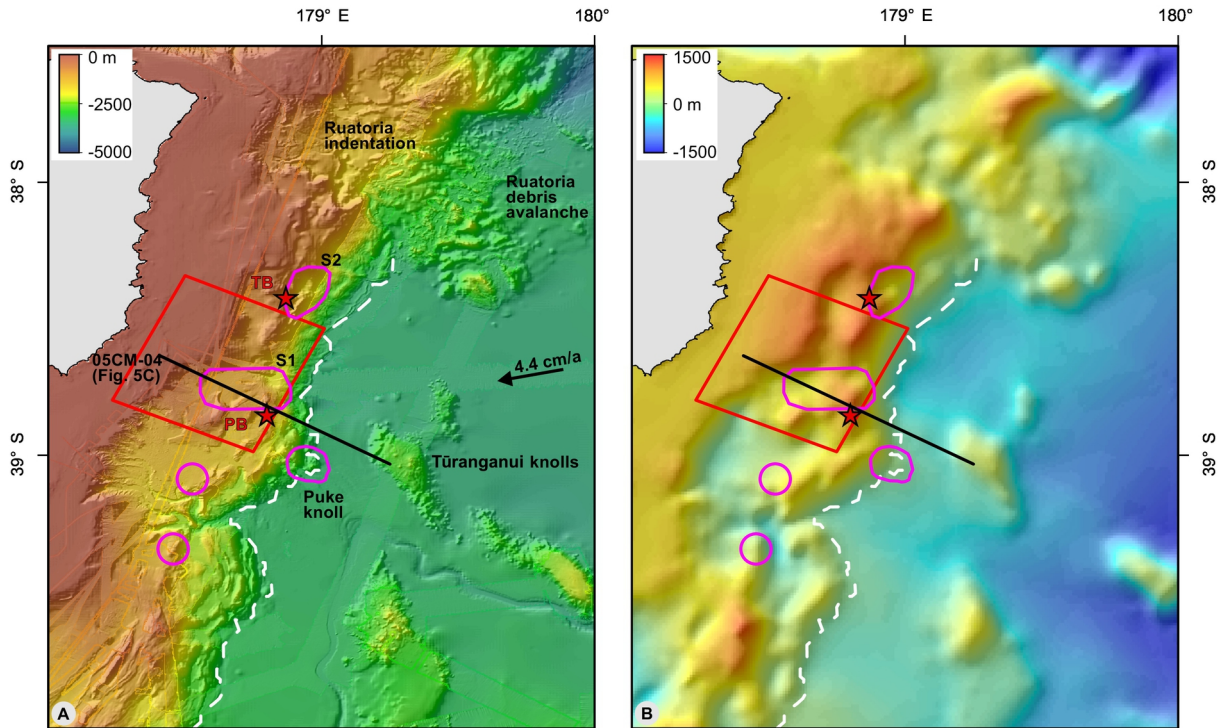 179° E
180°
179° E
180°
0 m
-2500
-5000
1500
0 m
-1500
Ruatoria
indentation
Ruatoria
debris
avalanche
38° S
38° S
S2
TB
05CM-04
(Fig. 5C)
S1
4.4 cm/a
PB
39° S
39° S
Tūranganui knolls
Puke
knoll
A
B